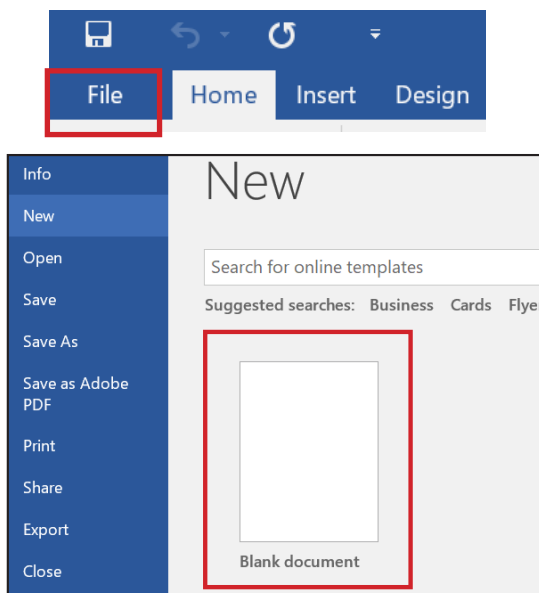 File Home Insert Design
Info
New
New
Open
Save
Save As
Save as Adobe
PDF
Print
Share
Export
Close
Search for online templates
Suggested searches: Business Cards Flye
Blank document